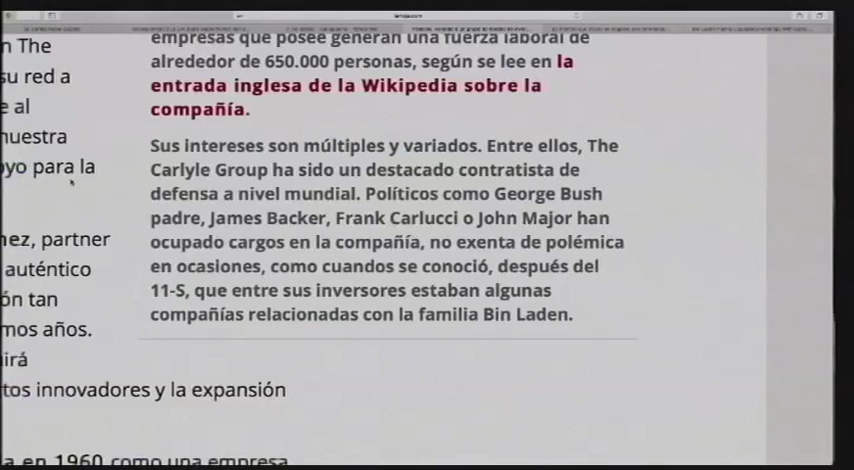 empresas que posee generan una fuerza laboral de
alrededor de 650.000 personas, según se lee en la
entrada inglesa de la Wikipedia sobre la
compañía.
Sus intereses son múltiples y variados. Entre ellos, The
Carlyle Group ha sido un destacado contratista de
defensa a nivel mundial. Políticos como George Bush
padre, James Backer, Frank Carlucci o John Major han
ocupado cargos en la compañía, no exenta de polémica
en ocasiones, como cuandos se conoció, después del
11-S, que entre sus inversores estaban algunas
compañías relacionadas con la familia Bin Laden.
n The
su red a
e al
nuestra
oyo para la
nez, partner
auténtico
ón tan
mos años.
uirá
tos innovadores y la expansión
a en 1960 como una empresa